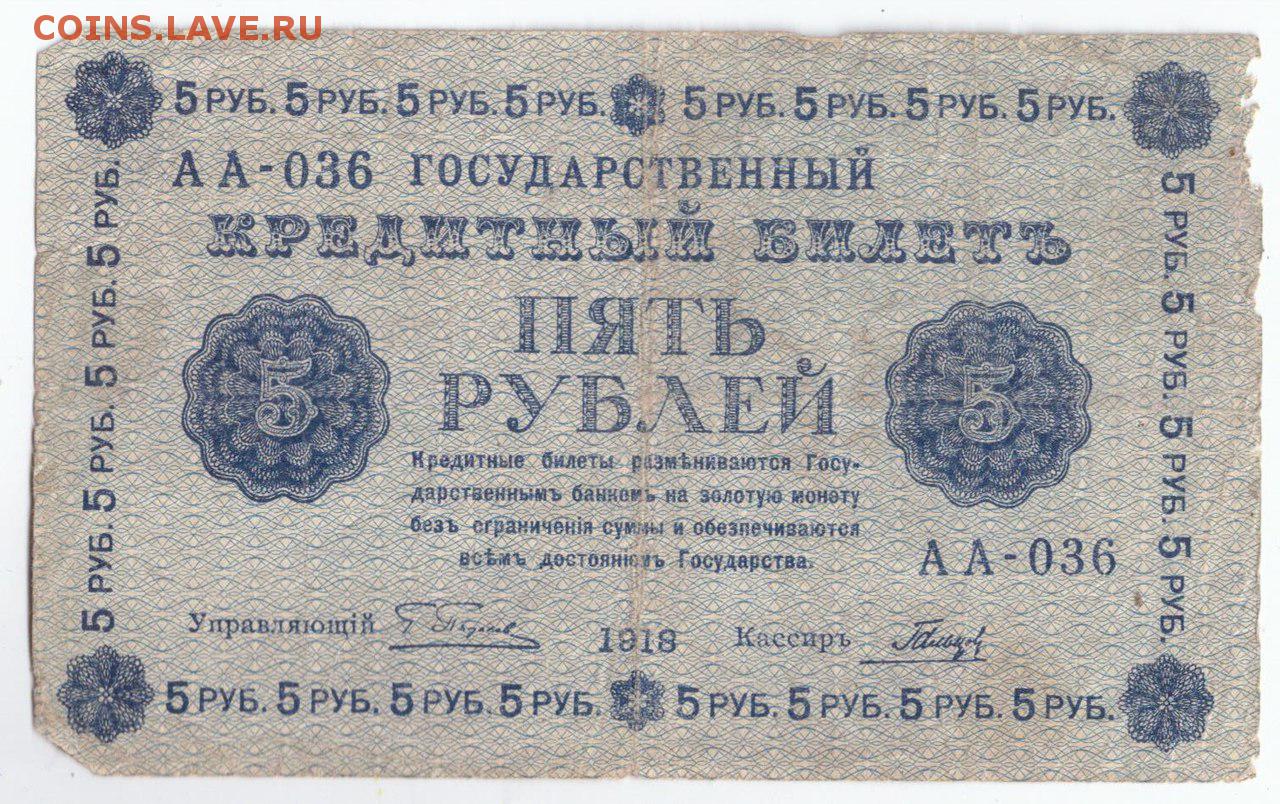 COINS.LAVE.RU
5 РУБ. 5 РУБ. 5 РУБ. 5 РУБ. 5 РУБ. 5 РУБ. 5 РУБ. 5 РУБ.
АА-036 ГОСУДАРСТВЕННЫЙ
КРЕДИТНЫЙ БИЛЕТЪ
ПЯТЬ
РУБЛЕЙ
5
5
Кредитные билеты размѣниваются Госу-
дарственнымъ банкомъ на золотую монету
безъ ограниченія суммы и обезпечиваются
всѣмъ достояніемъ Государства.
АА-036
Управляющій
1918
Кассиръ
5 РУБ. 5 РУБ. 5 РУБ. 5 РУБ. 5 РУБ. 5 РУБ. 5 РУБ. 5 РУБ.
5 РУБ. 5 РУБ. 5 РУБ. 5 РУБ.
5 РУБ. 5 РУБ. 5 РУБ. 5 РУБ.